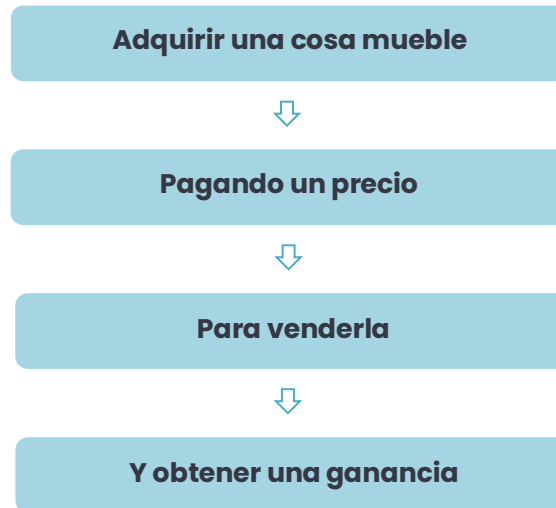 Adquirir una cosa mueble
Pagando un precio
Para venderla
Y obtener una ganancia